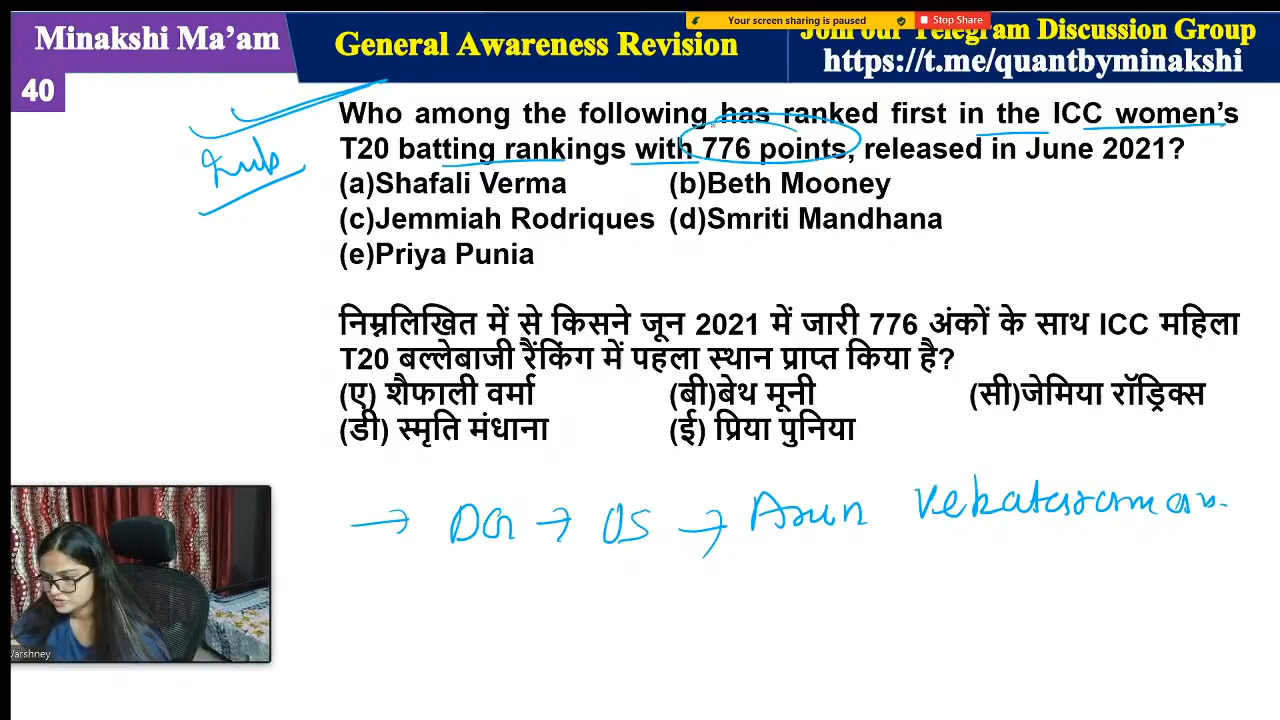 Minakshi Ma'am
General Awareness Revision
Your screen sharing is paused
Stop Share
Join our Telegram Discussion Group
https://t.me/quantbyminakshi
40
Who among the following has ranked first in the ICC women's
T20 batting rankings with 776 points, released in June 2021?
(a)Shafali Verma (b)Beth Mooney
(c)Jemmiah Rodriques (d)Smriti Mandhana
(e)Priya Punia
निम्नलिखित में से किसने जून 2021 में जारी 776 अंकों के साथ ICC महिला
T20 बल्लेबाजी रैंकिंग में पहला स्थान प्राप्त किया है?
(ए) शैफाली वर्मा (बी)बेथ मूनी (सी)जेमिया रॉड्रिक्स
(डी) स्मृति मंधाना (ई) प्रिया पुनिया
→ → US → Arun Vekataraman
Varshney